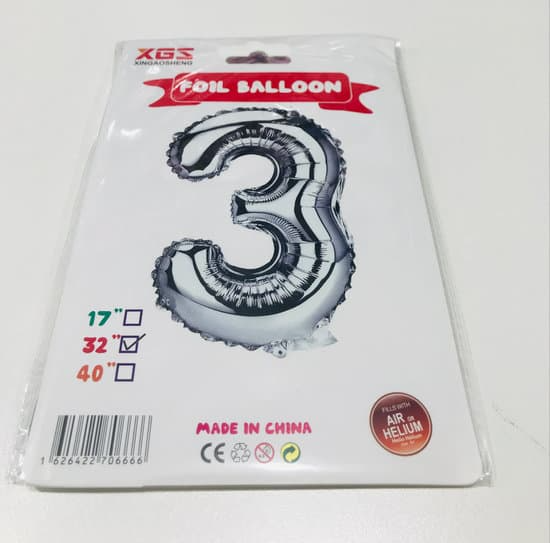 XGS
XINGAOSHENG
FOIL BALLOON
3
17"
32"
40"
MADE IN CHINA
CE
FILLS WITH
AIR OR
HELIUM
1 626422 706666